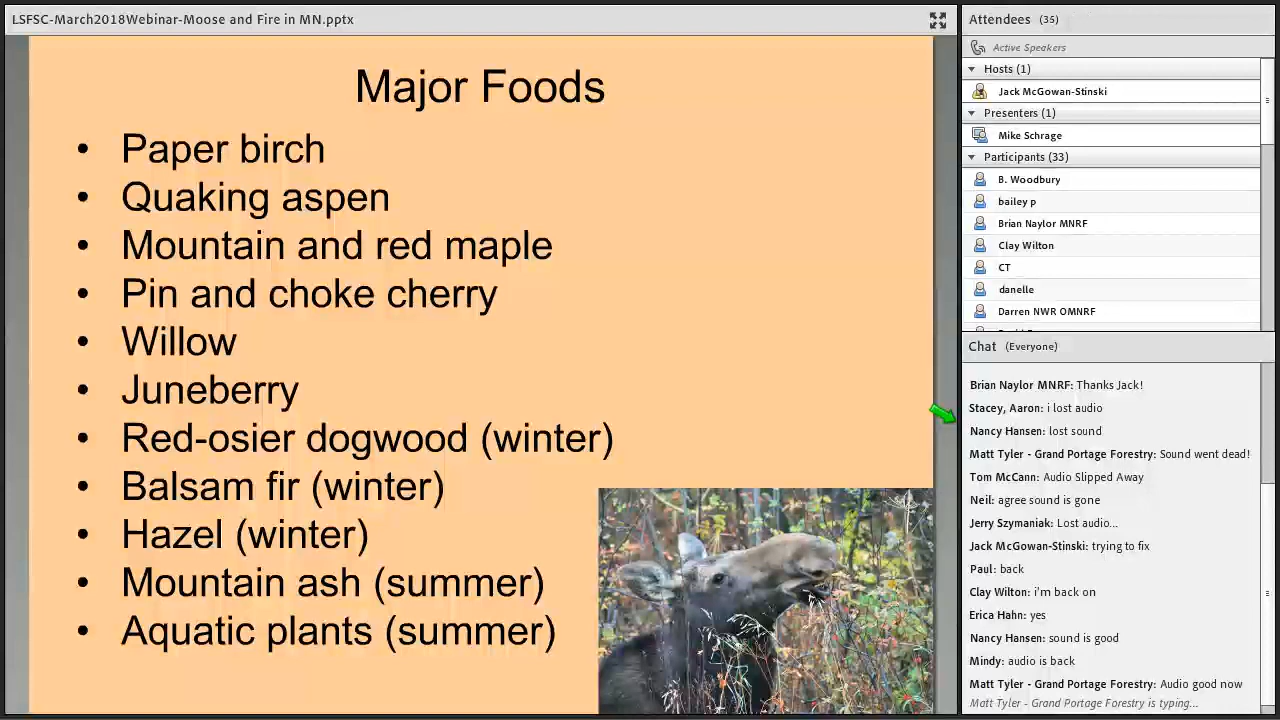 LSFSC-March2018Webinar-Moose and Fire in MN.pptx
Major Foods
• Paper birch
• Quaking aspen
• Mountain and red maple
• Pin and choke cherry
• Willow
• Juneberry
• Red-osier dogwood (winter)
• Balsam fir (winter)
• Hazel (winter)
• Mountain ash (summer)
• Aquatic plants (summer)
Attendees (35)
Active Speakers
Hosts (1)
Jack McGowan-Stinski
Presenters (1)
Mike Schrage
Participants (33)
B. Woodbury
bailey p
Brian Naylor MNRF
Clay Wilton
CT
danelle
Darren NWR OMNRF
Chat (Everyone)
Brian Naylor MNRF: Thanks Jack!
Stacey, Aaron: i lost audio
Nancy Hansen: lost sound
Matt Tyler - Grand Portage Forestry: Sound went dead!
Tom McCann: Audio Slipped Away
Neil: agree sound is gone
Jerry Szymaniak: Lost audio...
Jack McGowan-Stinski: trying to fix
Paul: back
Clay Wilton: i'm back on
Erica Hahn: yes
Nancy Hansen: sound is good
Mindy: audio is back
Matt Tyler - Grand Portage Forestry: Audio good now
Matt Tyler - Grand Portage Forestry is typing...